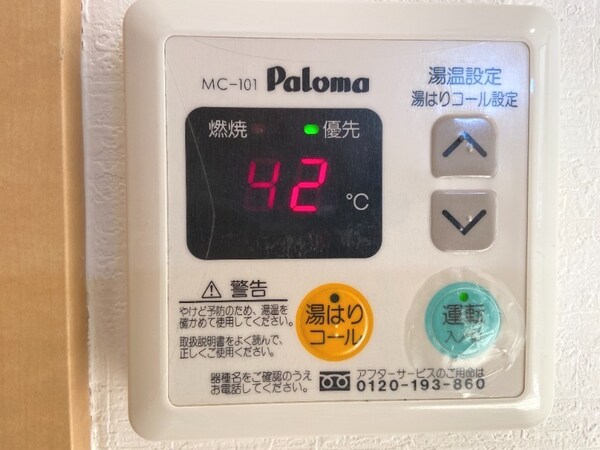 MC-101 Paloma
湯温設定
湯はりコール設定
燃焼 優先
42 °C
警告
やけど予防のため、湯温を
確かめて使用してください。
取扱説明書をよく読んで、
正しくご使用ください。
湯はり
コール
運転
入/切
器種名をご確認のうえ
お電話してください。
アフターサービスのご用命は
0120-193-860